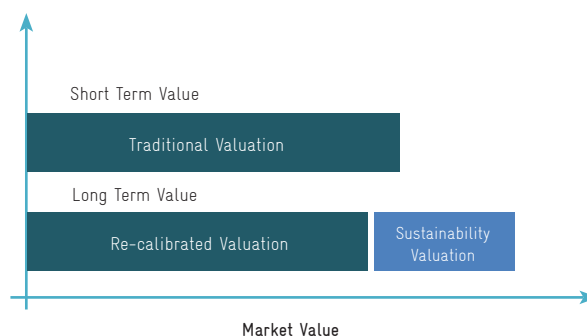 Short Term Value
Traditional Valuation
Long Term Value
Re-calibrated Valuation
Sustainability
Valuation
Market Value